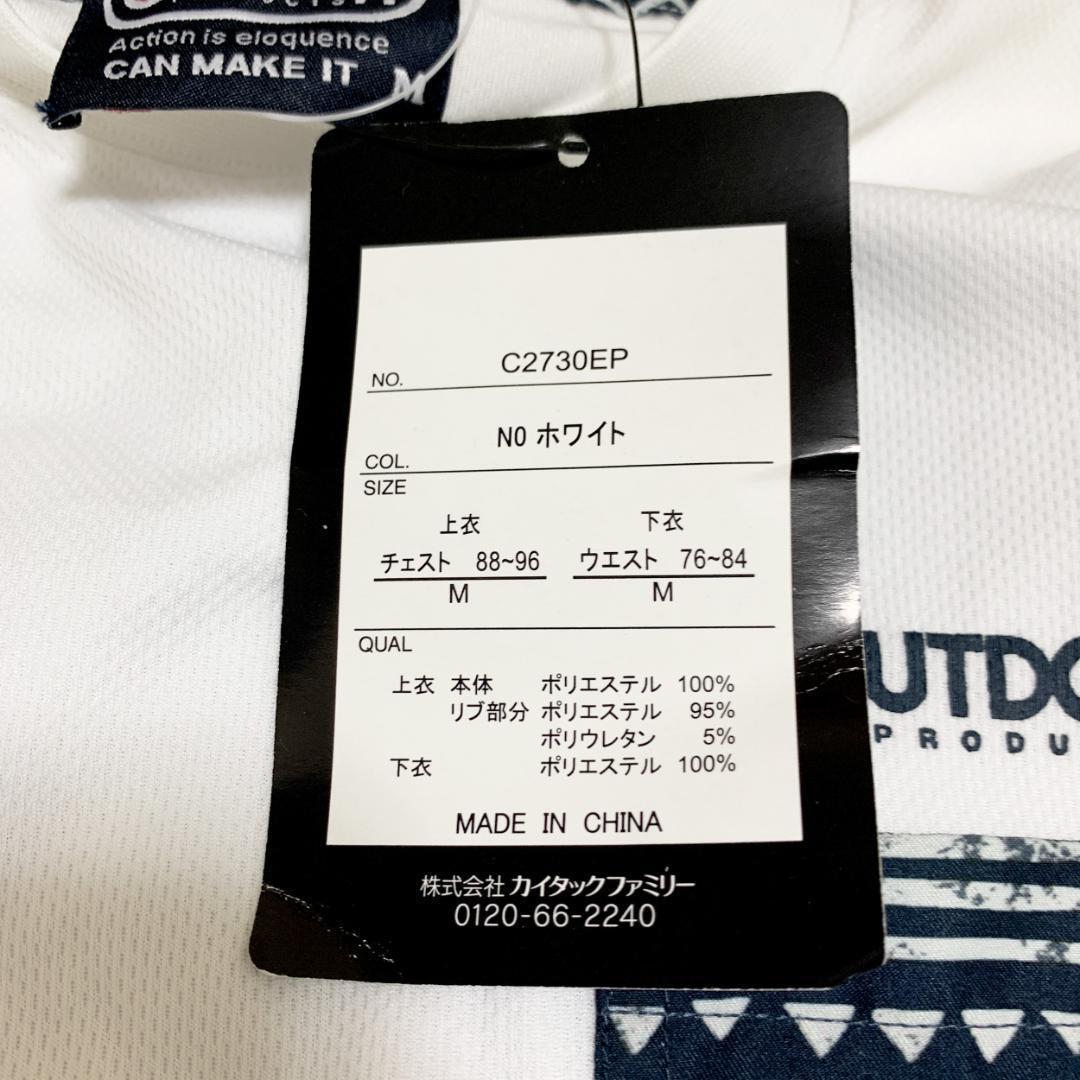 Action is eloquence
CAN MAKE IT M
NO. C2730EP
COL. N0 ホワイト
SIZE
上衣 下衣
チェスト 88~96 ウエスト 76~84
M M
QUAL
上衣 本体 ポリエステル 100%
リブ部分 ポリエステル 95%
ポリウレタン 5%
下衣 ポリエステル 100%
MADE IN CHINA
株式会社 カイタックファミリー
0120-66-2240
UTDO
PRODU